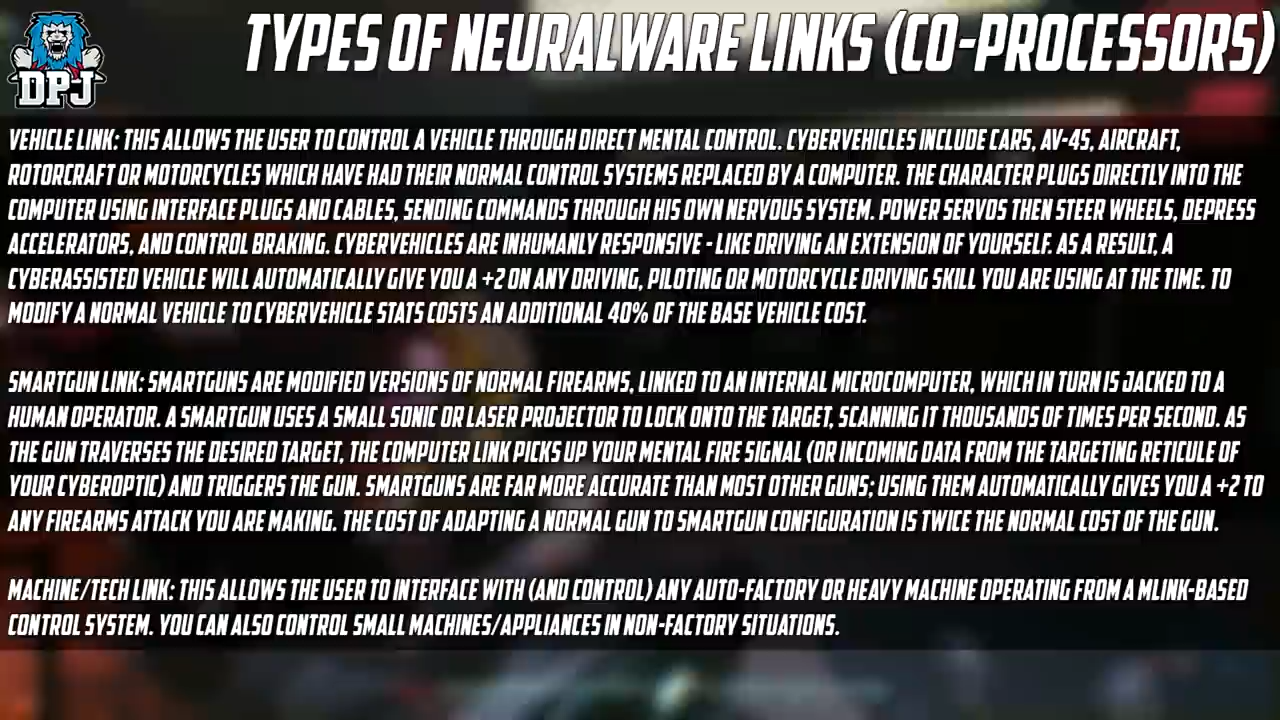 DPJ
TYPES OF NEURALWARE LINKS (CO-PROCESSORS)
VEHICLE LINK: THIS ALLOWS THE USER TO CONTROL A VEHICLE THROUGH DIRECT MENTAL CONTROL. CYBERVEHICLES INCLUDE CARS, AV-4S, AIRCRAFT,
ROTORCRAFT OR MOTORCYCLES WHICH HAVE HAD THEIR NORMAL CONTROL SYSTEMS REPLACED BY A COMPUTER. THE CHARACTER PLUGS DIRECTLY INTO THE
COMPUTER USING INTERFACE PLUGS AND CABLES, SENDING COMMANDS THROUGH HIS OWN NERVOUS SYSTEM. POWER SERVOS THEN STEER WHEELS, DEPRESS
ACCELERATORS, AND CONTROL BRAKING. CYBERVEHICLES ARE INHUMANLY RESPONSIVE - LIKE DRIVING AN EXTENSION OF YOURSELF. AS A RESULT, A
CYBERASSISTED VEHICLE WILL AUTOMATICALLY GIVE YOU A +2 ON ANY DRIVING, PILOTING OR MOTORCYCLE DRIVING SKILL YOU ARE USING AT THE TIME. TO
MODIFY A NORMAL VEHICLE TO CYBERVEHICLE STATS COSTS AN ADDITIONAL 40% OF THE BASE VEHICLE COST.
SMARTGUN LINK: SMARTGUNS ARE MODIFIED VERSIONS OF NORMAL FIREARMS, LINKED TO AN INTERNAL MICROCOMPUTER, WHICH IN TURN IS JACKED TO A
HUMAN OPERATOR. A SMARTGUN USES A SMALL SONIC OR LASER PROJECTOR TO LOCK ONTO THE TARGET, SCANNING IT THOUSANDS OF TIMES PER SECOND. AS
THE GUN TRAVERSES THE DESIRED TARGET, THE COMPUTER LINK PICKS UP YOUR MENTAL FIRE SIGNAL (OR INCOMING DATA FROM THE TARGETING RETICULE OF
YOUR CYBEROPTIC) AND TRIGGERS THE GUN. SMARTGUNS ARE FAR MORE ACCURATE THAN MOST OTHER GUNS; USING THEM AUTOMATICALLY GIVES YOU A +2 TO
ANY FIREARMS ATTACK YOU ARE MAKING. THE COST OF ADAPTING A NORMAL GUN TO SMARTGUN CONFIGURATION IS TWICE THE NORMAL COST OF THE GUN.
MACHINE/TECH LINK: THIS ALLOWS THE USER TO INTERFACE WITH (AND CONTROL) ANY AUTO-FACTORY OR HEAVY MACHINE OPERATING FROM A MLINK-BASED
CONTROL SYSTEM. YOU CAN ALSO CONTROL SMALL MACHINES/APPLIANCES IN NON-FACTORY SITUATIONS.